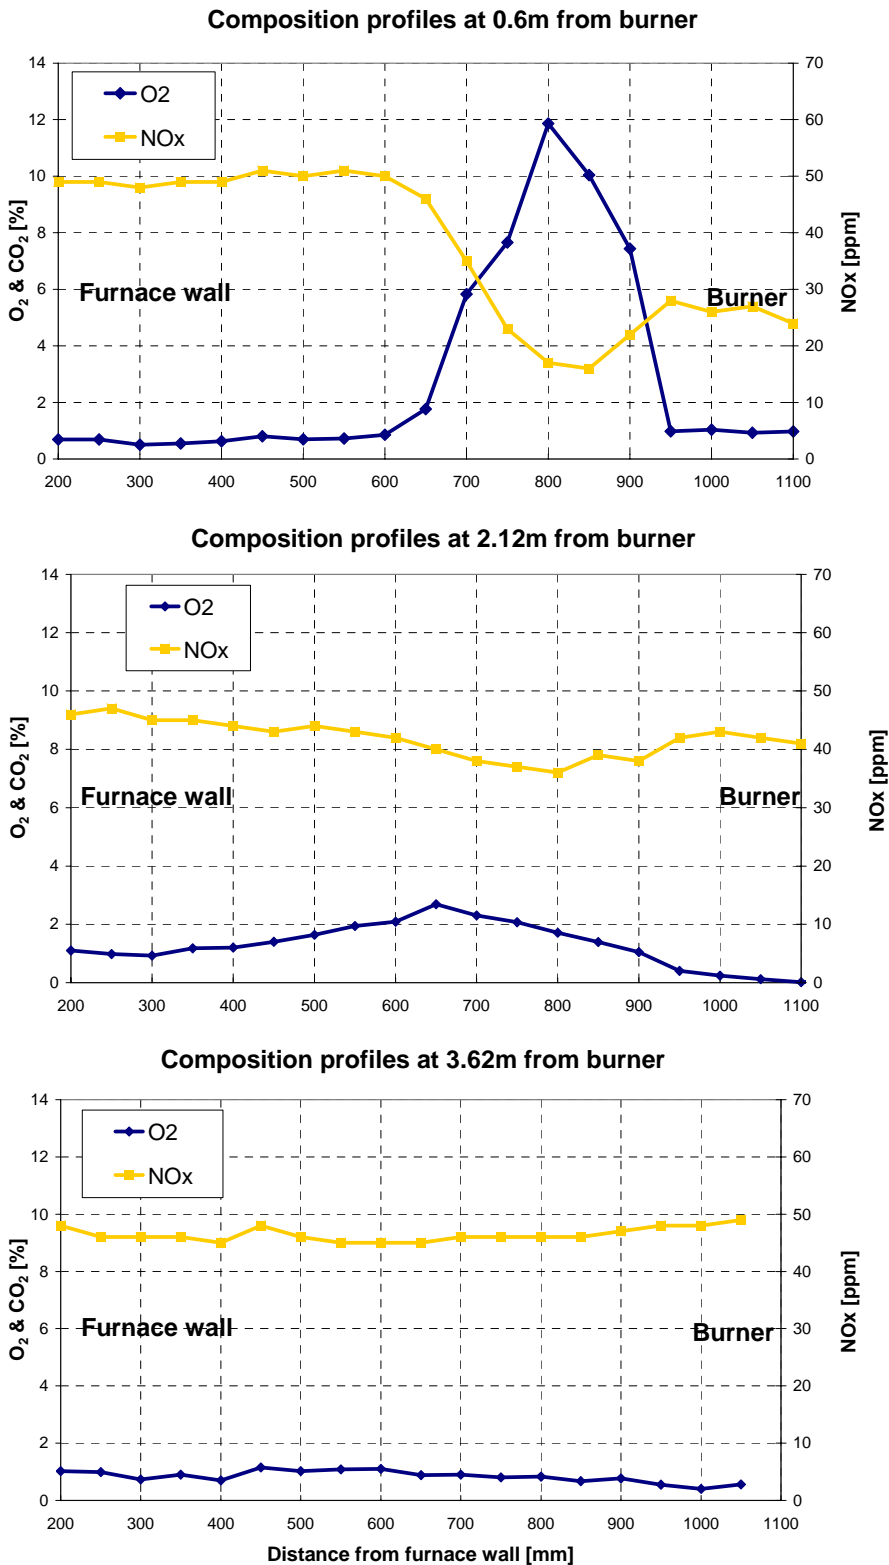 Composition profiles at 0.6m from burner
14 70
12 60
10 50
8 40
6 30
4 20
2 10
0 0
O2
NOx
O₂ & CO₂ [%]
NOx [ppm]
Furnace wall Burner
200 300 400 500 600 700 800 900 1000 1100
Composition profiles at 2.12m from burner
14 70
12 60
10 50
8 40
6 30
4 20
2 10
0 0
O2
NOx
O₂ & CO₂ [%]
NOx [ppm]
Furnace wall Burner
200 300 400 500 600 700 800 900 1000 1100
Composition profiles at 3.62m from burner
14 70
12 60
10 50
8 40
6 30
4 20
2 10
0 0
O2
NOx
O₂ & CO₂ [%]
NOx [ppm]
Furnace wall Burner
200 300 400 500 600 700 800 900 1000 1100
Distance from furnace wall [mm]